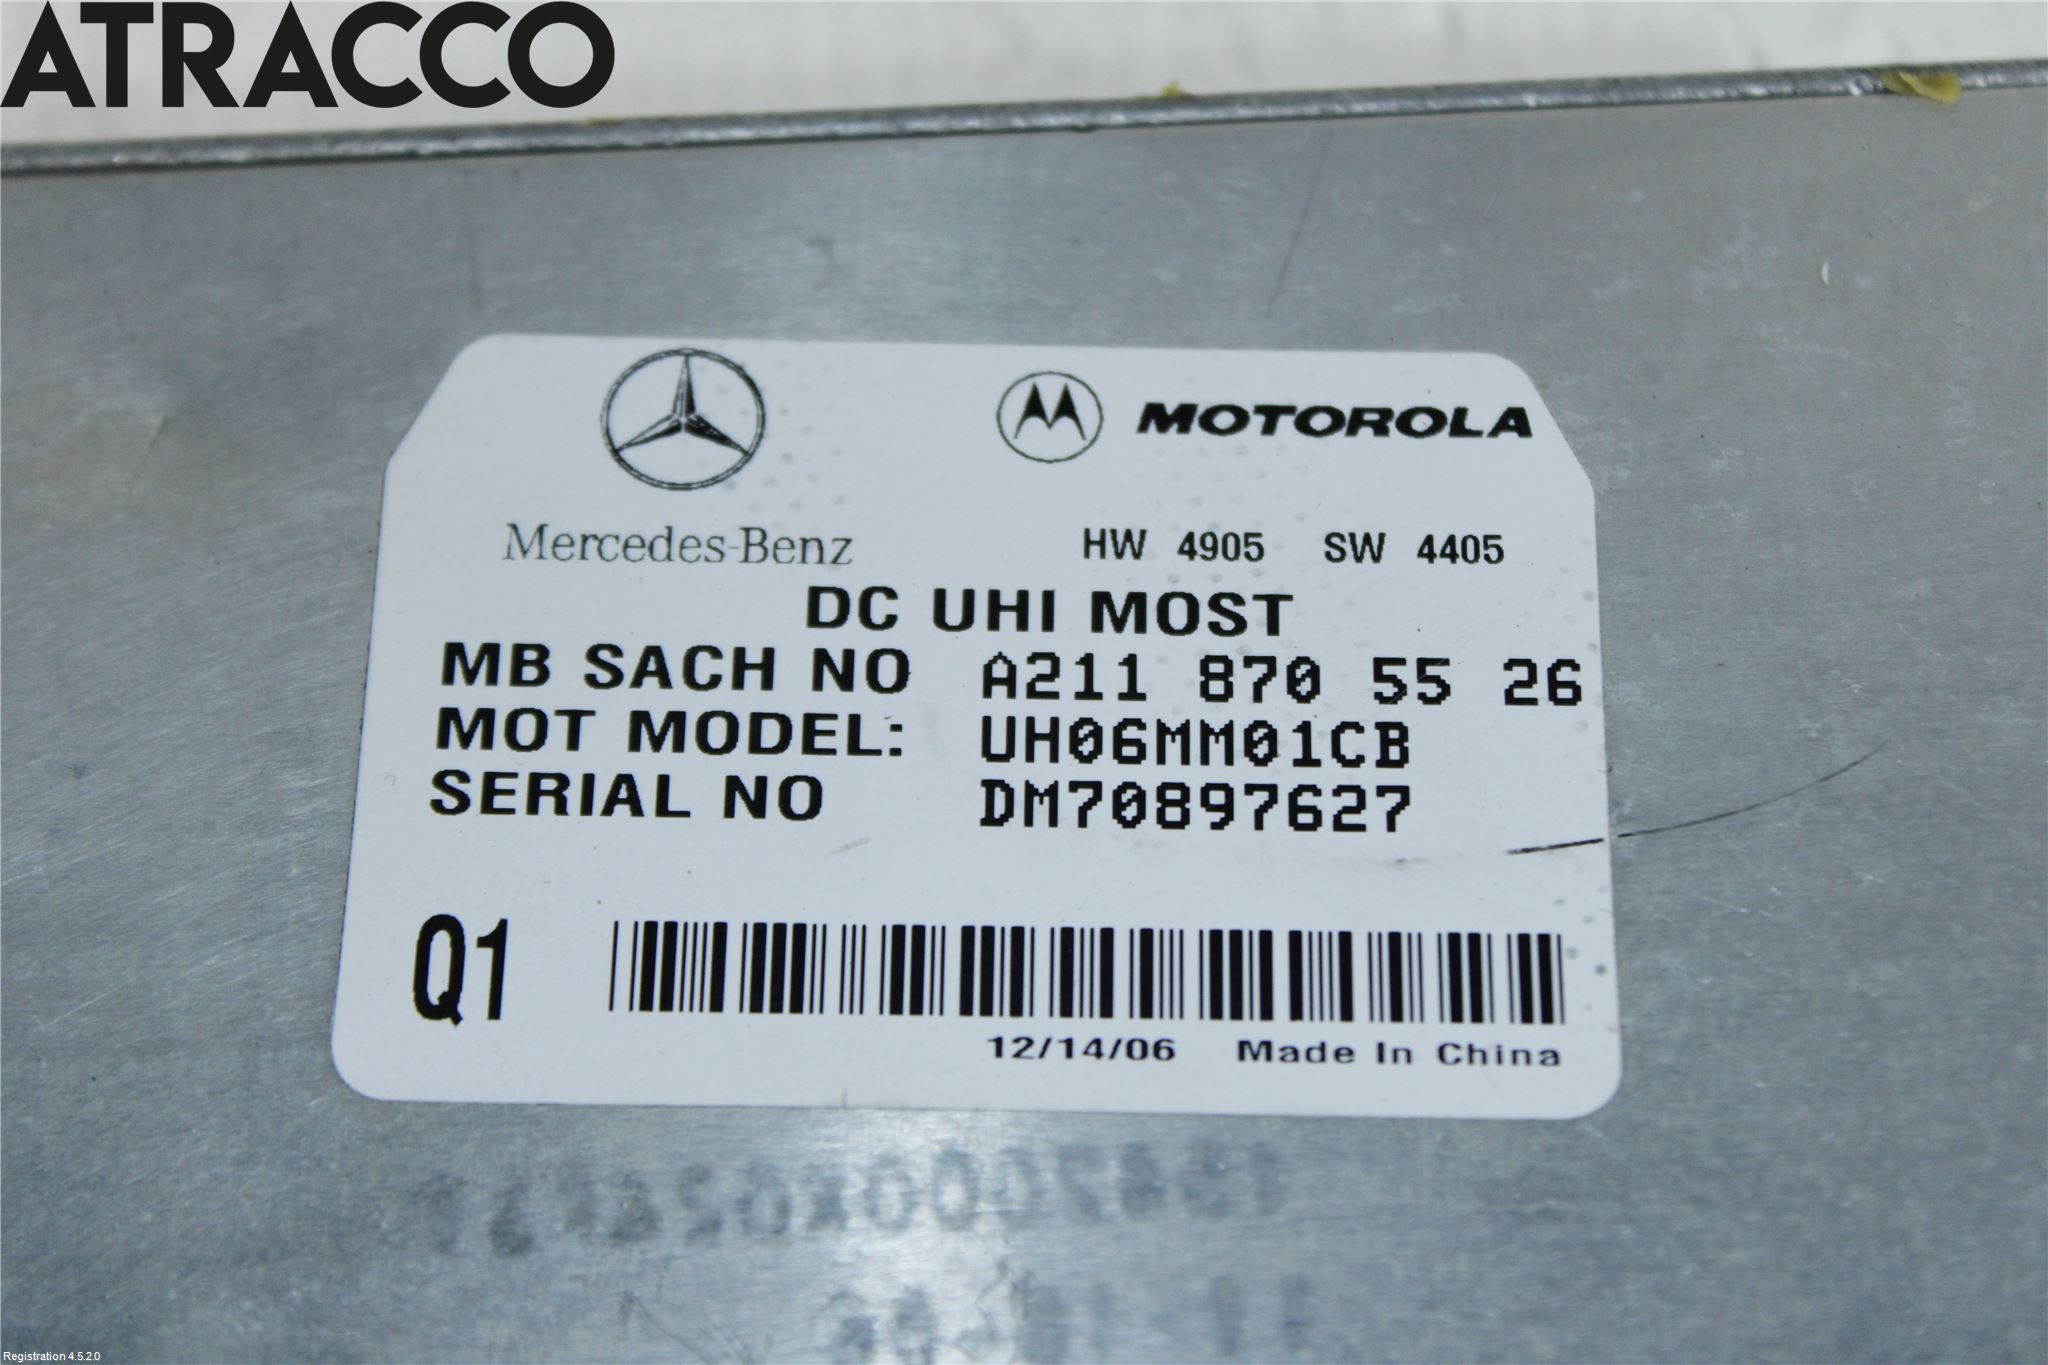 ATRACCO
MOTOROLA
Mercedes-Benz HW 4905 SW 4405
DC UHI MOST
MB SACH NO A211 870 55 26
MOT MODEL: UH06MM01CB
SERIAL NO DM70897627
Q1
12/14/06 Made In China
Registration 4.5.2.0